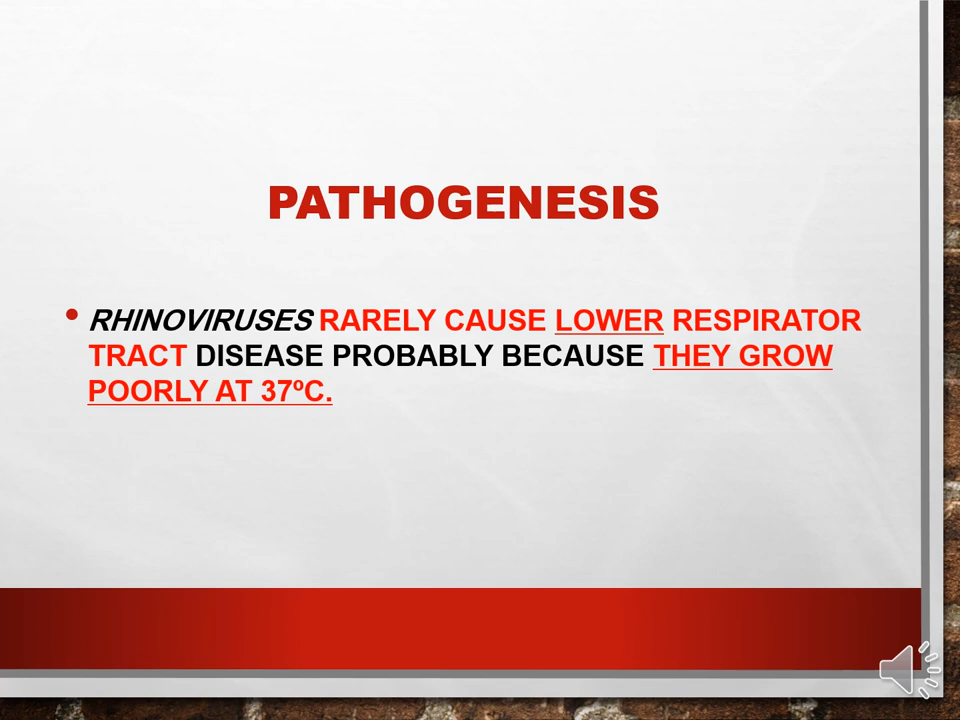 PATHOGENESIS
• RHINOVIRUSES RARELY CAUSE LOWER RESPIRATOR
TRACT DISEASE PROBABLY BECAUSE THEY GROW
POORLY AT 37ºC.